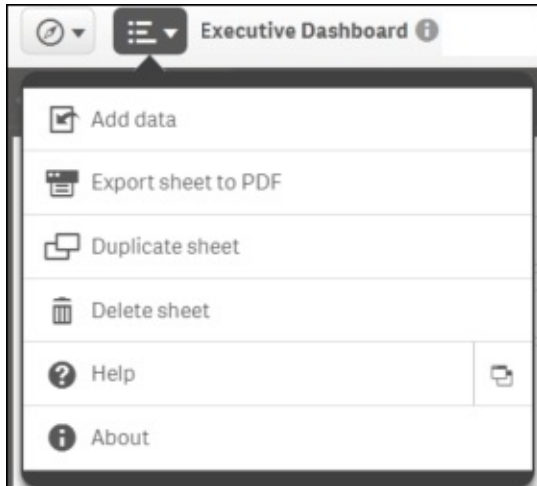 Executive Dashboard
Add data
Export sheet to PDF
Duplicate sheet
Delete sheet
Help
About